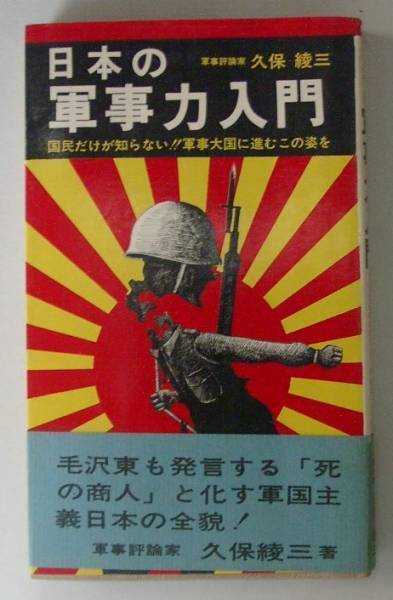 日本の
軍事評論家 久保 綾三
軍事力入門
国民だけが知らない!!軍事大国に進むこの姿を
毛沢東も発言する「死
の商人」と化す軍国主
義日本の全貌!
軍事評論家 久保綾三 著